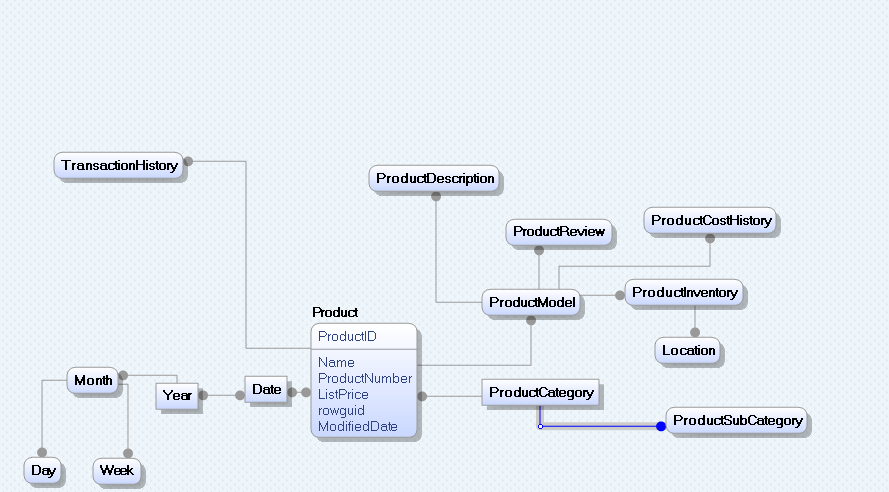 TransactionHistory
ProductDescription
ProductCostHistory
ProductReview
ProductInventory
ProductModel
Product
ProductID
Location
Name
ProductNumber
ListPrice
rowguid
ModifiedDate
Month
Year
Date
ProductCategory
ProductSubCategory
Day
Week